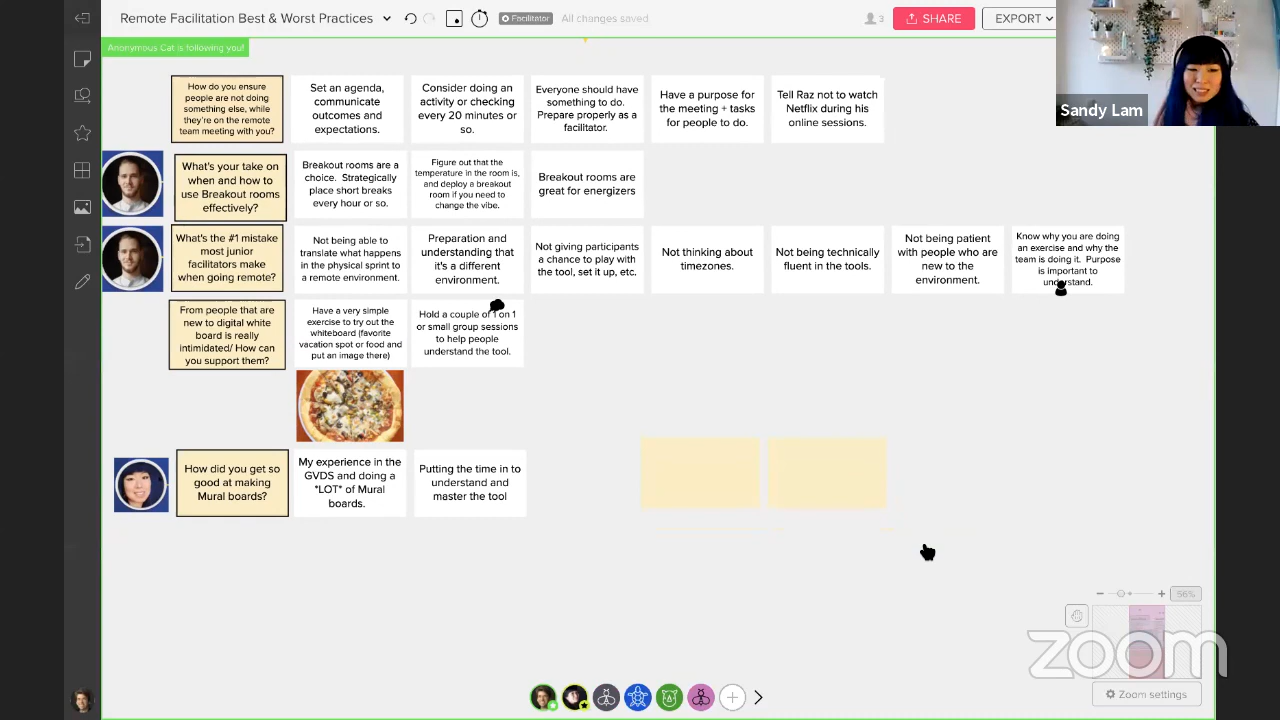 Remote Facilitation Best & Worst Practices
Facilitator
All changes saved
3
SHARE
EXPORT
Anonymous Cat is following you!
Sandy Lam
How do you ensure
people are not doing
something else, while
they're on the remote
team meeting with you?
Set an agenda,
communicate
outcomes and
expectations.
Consider doing an
activity or checking
every 20 minutes or
so.
Everyone should have
something to do.
Prepare properly as a
facilitator.
Have a purpose for
the meeting + tasks
for people to do.
Tell Raz not to watch
Netflix during his
online sessions.
What's your take on
when and how to
use Breakout rooms
effectively?
Breakout rooms are a
choice. Strategically
place short breaks
every hour or so.
Figure out that the
temperature in the room is,
and deploy a breakout
room if you need to
change the vibe.
Breakout rooms are
great for energizers
What's the #1 mistake
most junior
facilitators make
when going remote?
Not being able to
translate what happens
in the physical sprint to
a remote environment.
Preparation and
understanding that
it's a different
environment.
Not giving participants
a chance to play with
the tool, set it up, etc.
Not thinking about
timezones.
Not being technically
fluent in the tools.
Not being patient
with people who are
new to the
environment.
Know why you are doing
an exercise and why the
team is doing it. Purpose
is important to
understand.
From people that are
new to digital white
board is really
intimidated/ How can
you support them?
Have a very simple
exercise to try out the
whiteboard (favorite
vacation spot or food and
put an image there)
Hold a couple of 1 on 1
or small group sessions
to help people
understand the tool.
How did you get so
good at making
Mural boards?
My experience in the
GVDS and doing a
*LOT* of Mural
boards.
Putting the time in to
understand and
master the tool
56%
zoom
Zoom settings